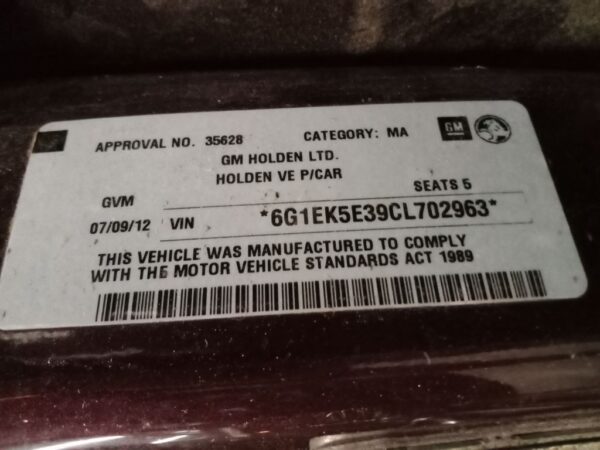 APPROVAL NO. 35628 CATEGORY: MA GM
GM HOLDEN LTD.
HOLDEN VE P/CAR
SEATS 5
GVM
07/09/12 VIN *6G1EK5E39CL702963*
THIS VEHICLE WAS MANUFACTURED TO COMPLY
WITH THE MOTOR VEHICLE STANDARDS ACT 1989